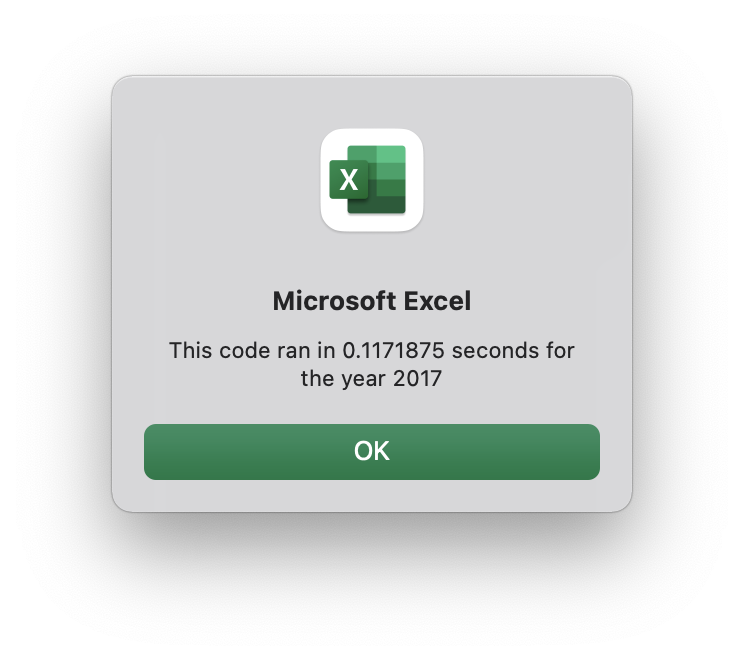 X
Microsoft Excel
This code ran in 0.1171875 seconds for
the year 2017
OK